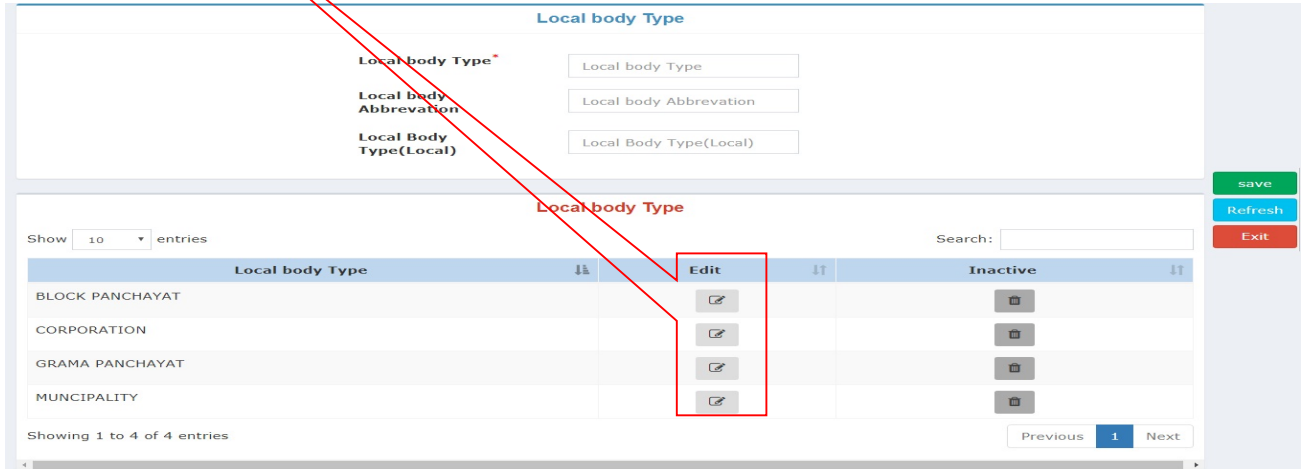 Local body Type
Local body Type*
Local body Type
Local body
Abbrevation
Local body Abbrevation
Local Body
Type(Local)
Local Body Type(Local)
save
Refresh
Exit
Local body Type
Show 10 entries
Search:
Local body Type Edit Inactive
BLOCK PANCHAYAT
CORPORATION
GRAMA PANCHAYAT
MUNCIPALITY
Showing 1 to 4 of 4 entries
Previous 1 Next